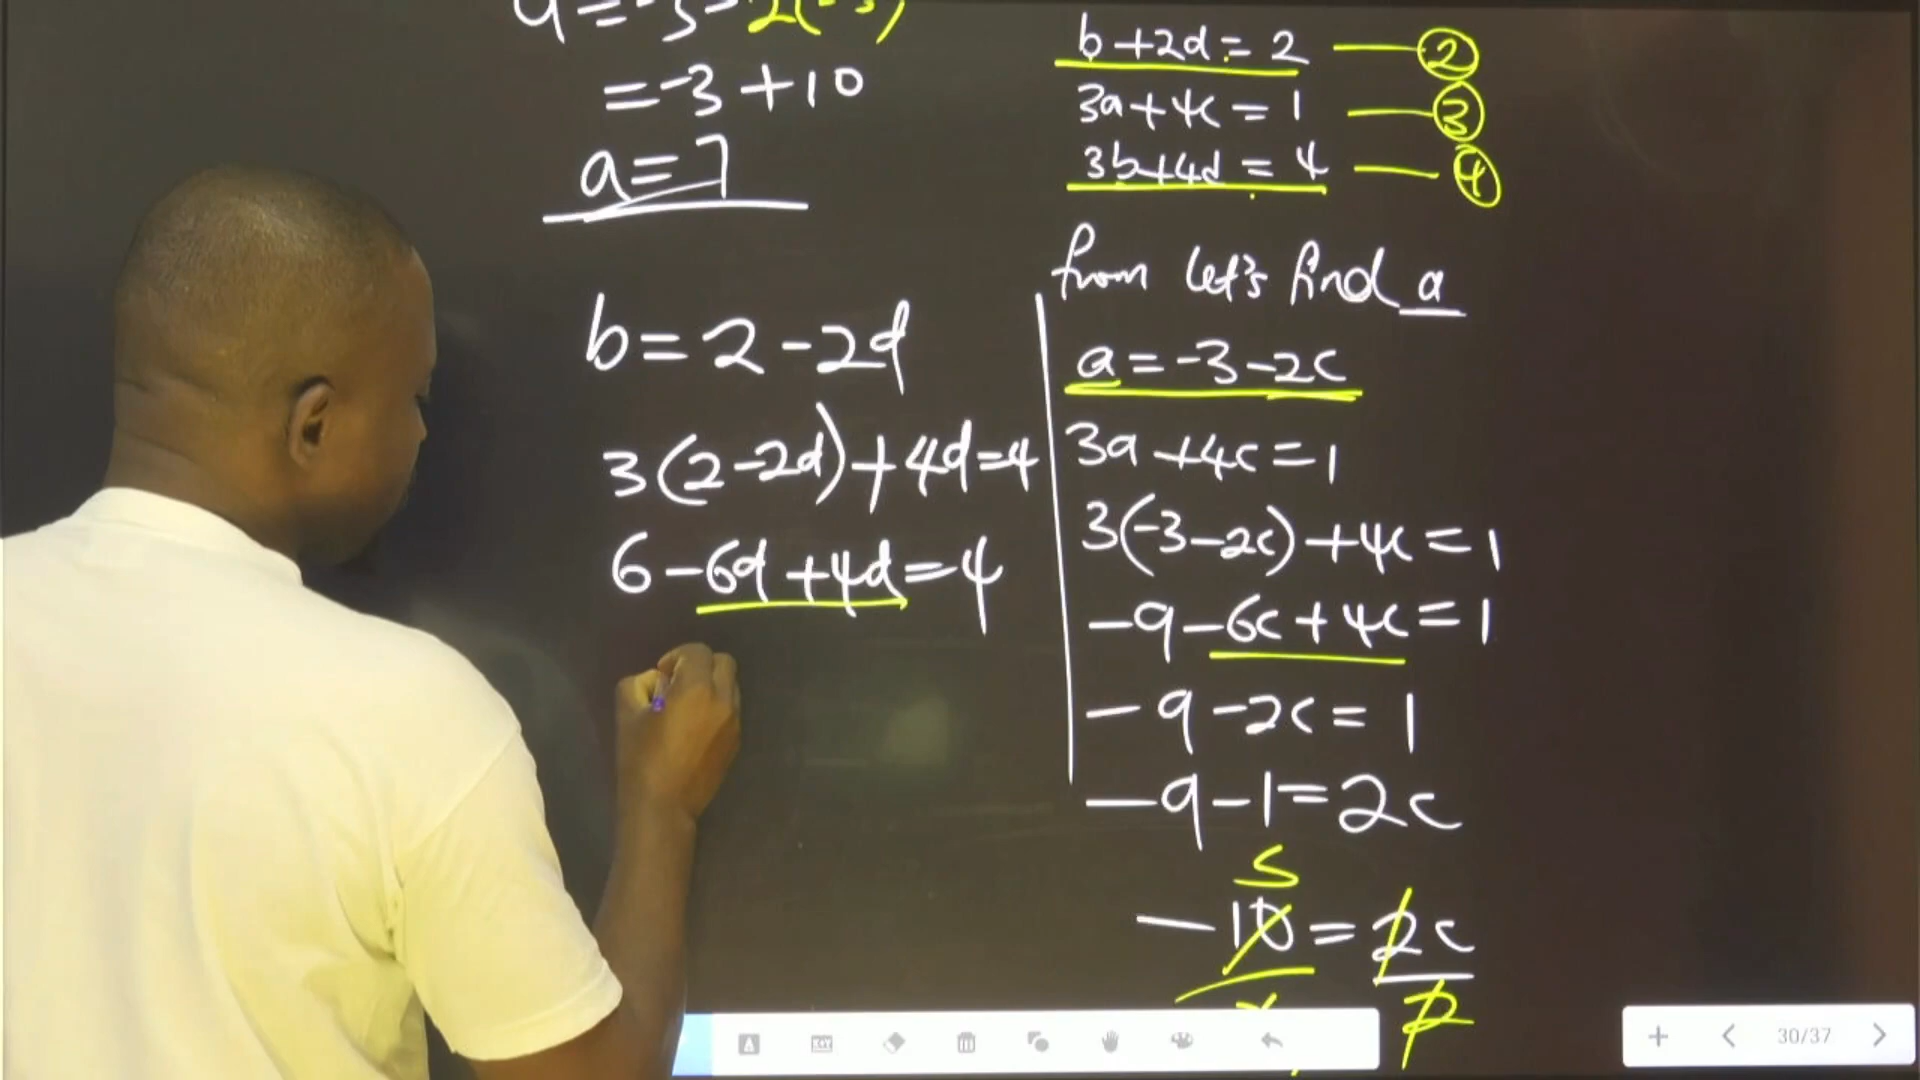 = -3 + 10
a = 7
b = 2 - 2d
3(2 - 2d) + 4d = 4
6 - 6d + 4d = 4
b + 2d = 2 — ②
3a + 4c = 1 — ③
3b + 4d = 4 — ④
from let's find a
a = -3 - 2c
3a + 4c = 1
3(-3 - 2c) + 4c = 1
-9 - 6c + 4c = 1
-9 - 2c = 1
-9 - 1 = 2c
5
-10 = 2c
2
30/37